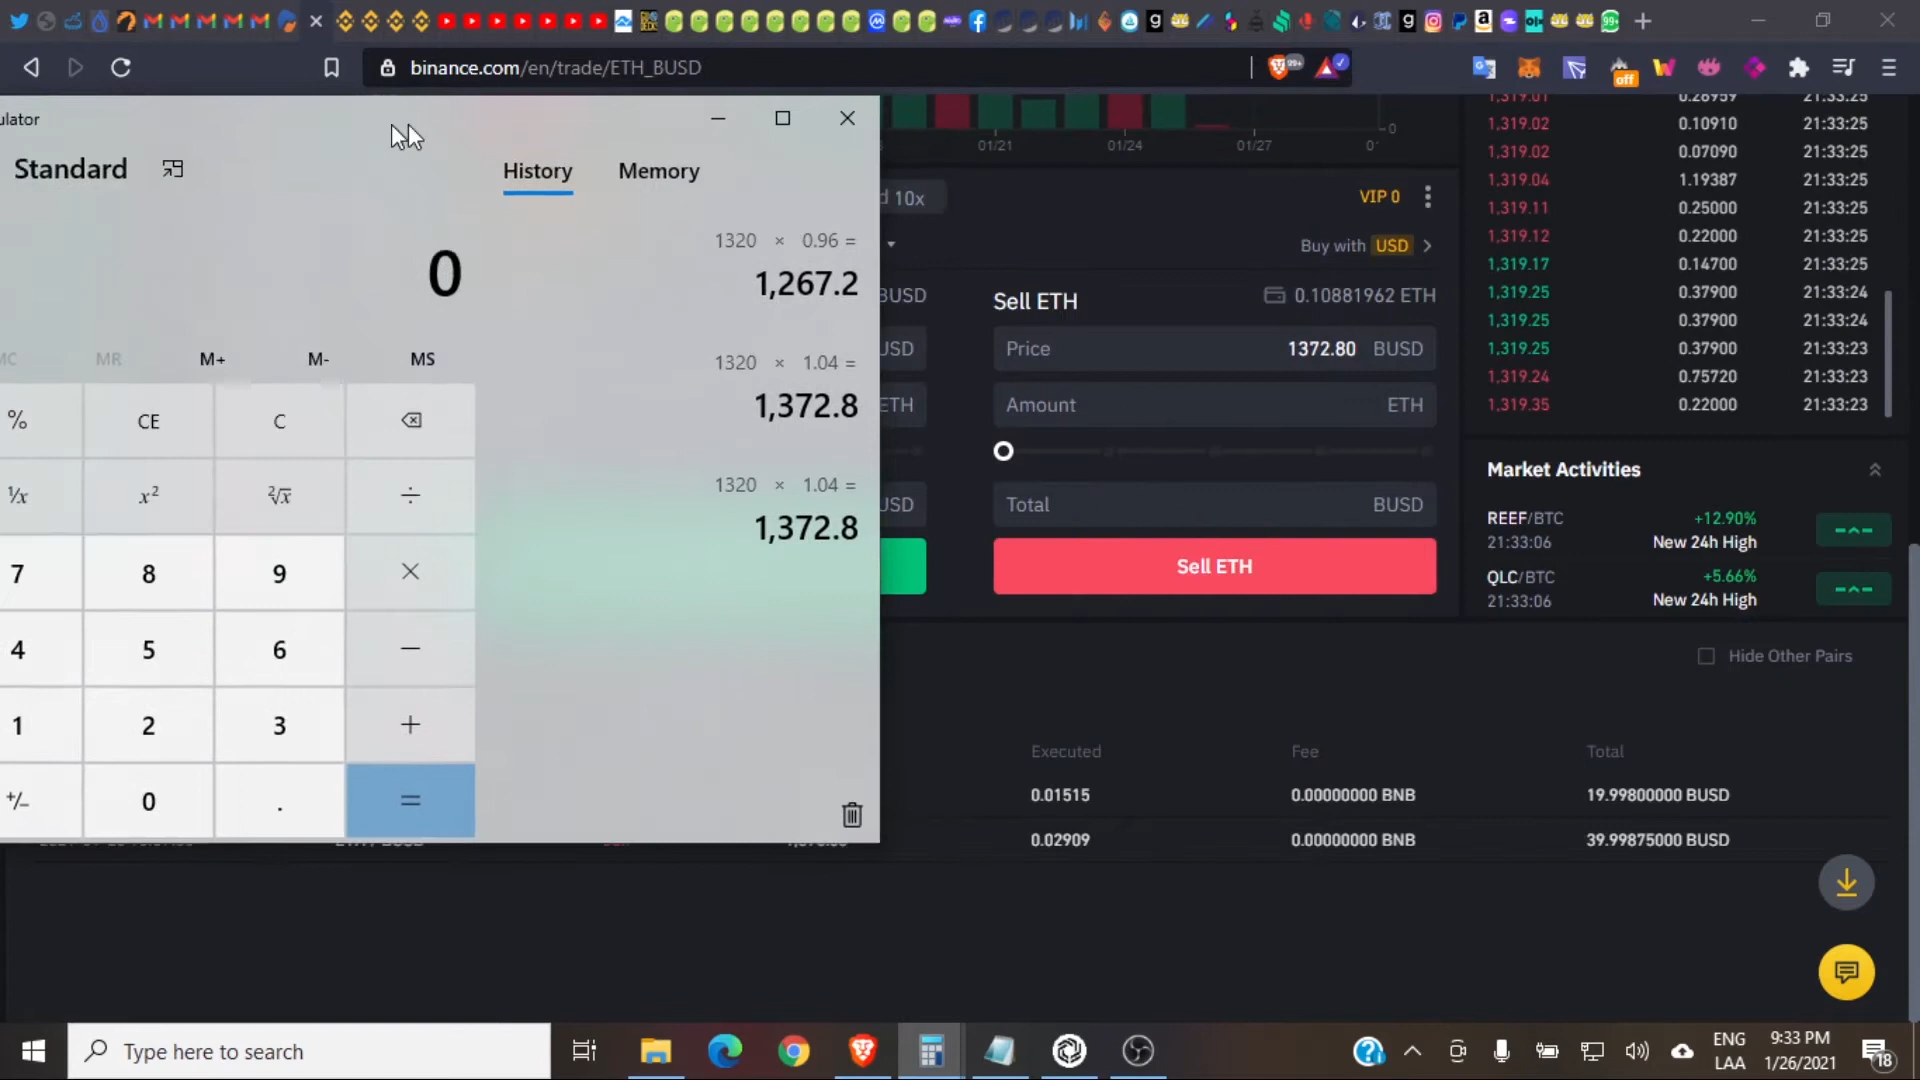 binance.com/en/trade/ETH_BUSD
off
ulator
Standard
History
Memory
0
1320 × 0.96 =
1,267.2
1320 × 1.04 =
1,372.8
1320 × 1.04 =
1,372.8
MC MR M+ M- MS
% CE C
⅟x x² ²√x ÷
7 8 9 ×
4 5 6 −
1 2 3 +
+/− 0 . =
01/21 01/24 01/27
0
10x
VIP 0
Buy with USD
BUSD
Sell ETH
0.10881962 ETH
Price 1372.80 BUSD
Amount ETH
Total BUSD
Sell ETH
1,319.01 0.26959 21:33:25
1,319.02 0.10910 21:33:25
1,319.02 0.07090 21:33:25
1,319.04 1.19387 21:33:25
1,319.11 0.25000 21:33:25
1,319.12 0.22000 21:33:25
1,319.17 0.14700 21:33:25
1,319.25 0.37900 21:33:24
1,319.25 0.37900 21:33:24
1,319.25 0.37900 21:33:23
1,319.24 0.75720 21:33:23
1,319.35 0.22000 21:33:23
Market Activities
REEF/BTC +12.90%
21:33:06 New 24h High
QLC/BTC +5.66%
21:33:06 New 24h High
Hide Other Pairs
Executed Fee Total
0.01515 0.00000000 BNB 19.99800000 BUSD
0.02909 0.00000000 BNB 39.99875000 BUSD
Type here to search
ENG
LAA
9:33 PM
1/26/2021
18